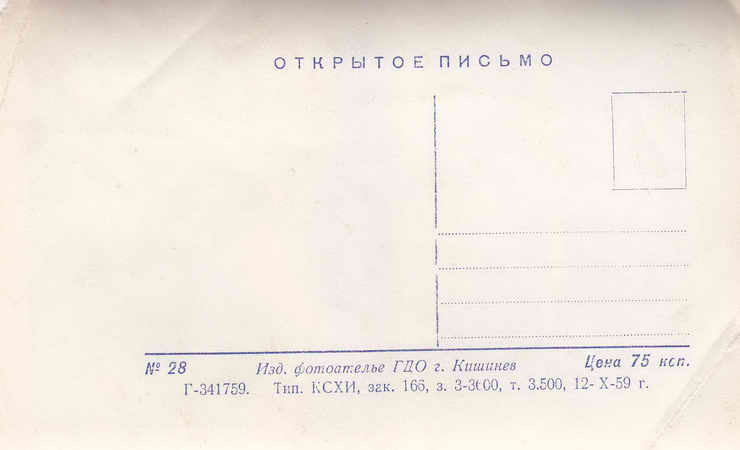 ОТКРЫТОЕ ПИСЬМО
№ 28 Изд. фотоателье ГДО г. Кишинев Цена 75 коп.
Г-341759. Тип. КСХИ, зак. 166, з. 3-3600, т. 3.500, 12-X-59 г.